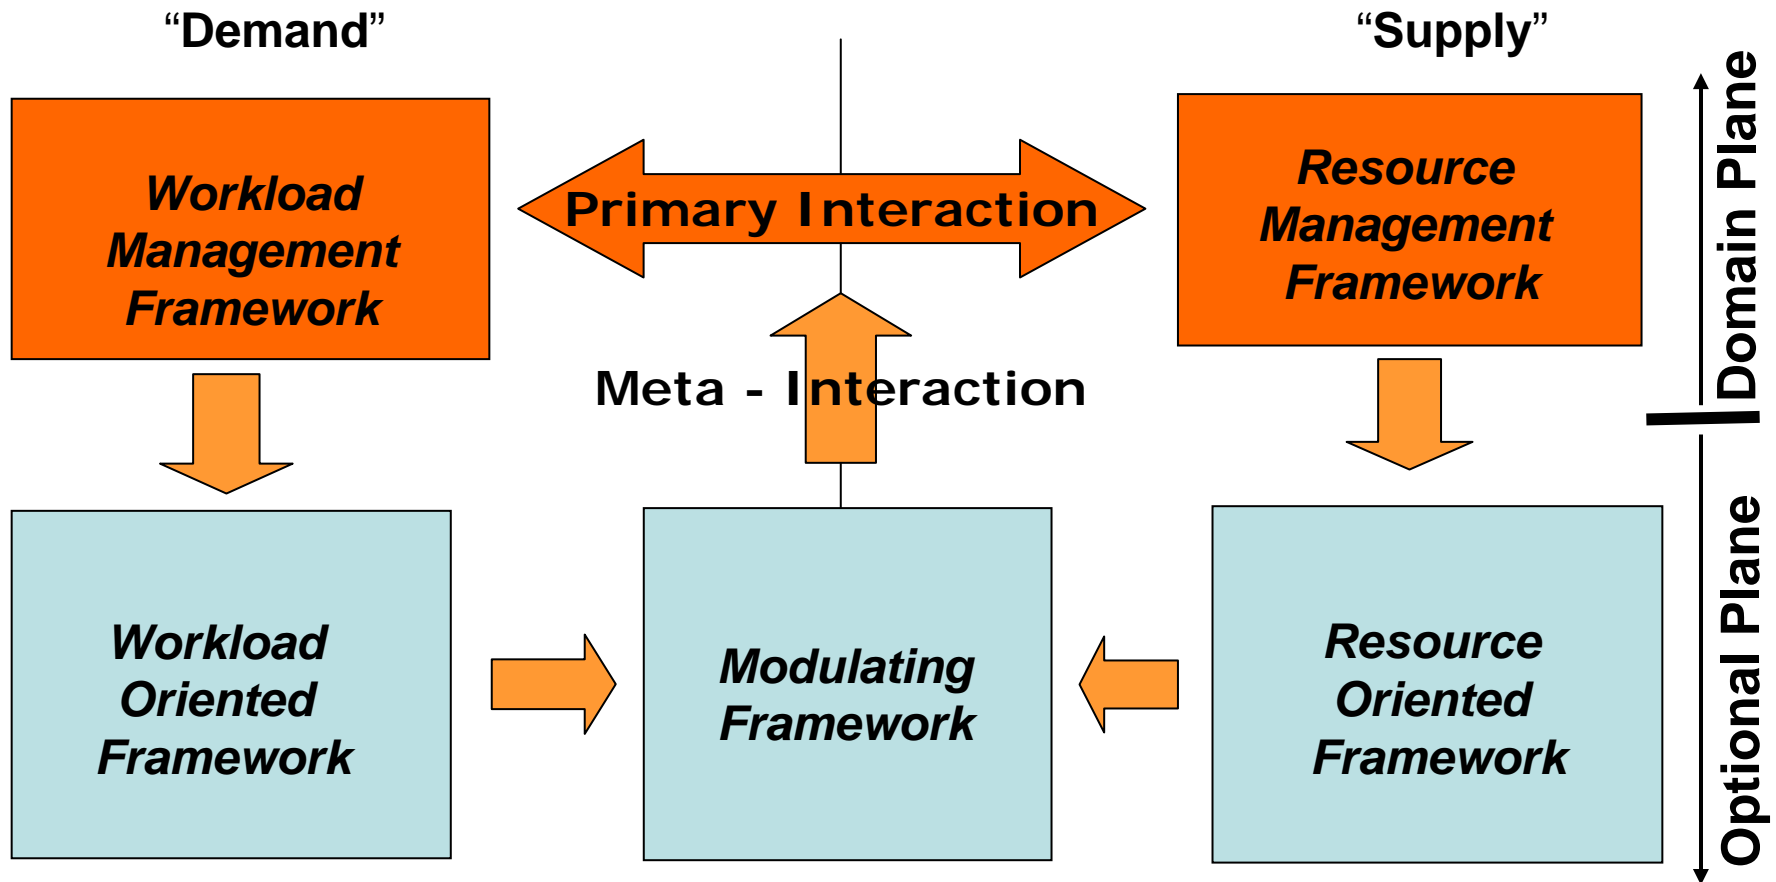 “Demand”
“Supply”
Workload
Management
Framework
Primary Interaction
Resource
Management
Framework
Domain Plane
Meta - Interaction
Workload
Oriented
Framework
Modulating
Framework
Resource
Oriented
Framework
Optional Plane